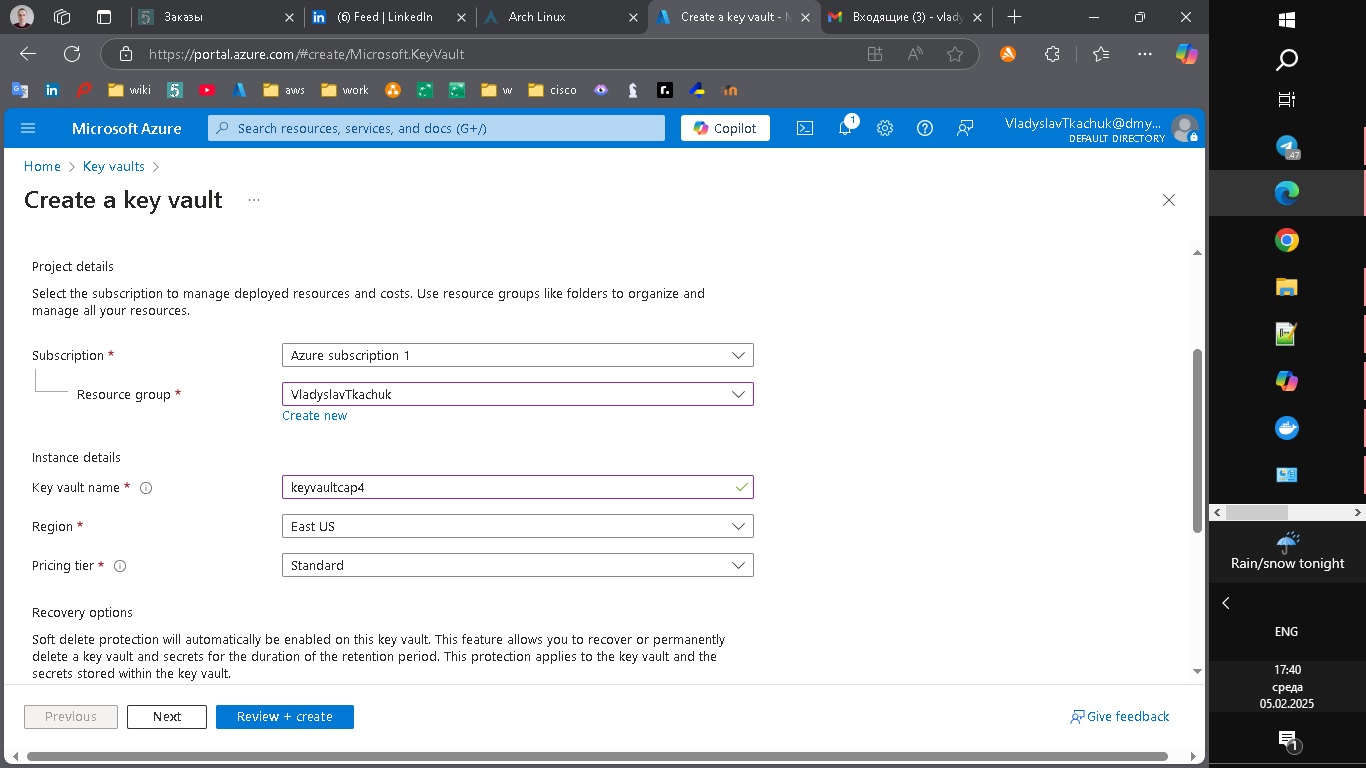 Заказы
(6) Feed | LinkedIn
Arch Linux
Create a key vault - M
Входящие (3) - vlady
https://portal.azure.com/#create/Microsoft.KeyVault
wiki
aws
work
w
cisco
Microsoft Azure
Search resources, services, and docs (G+/)
Copilot
1
VladyslavTkachuk@dmy...
DEFAULT DIRECTORY
Home
Key vaults
Create a key vault
Project details
Select the subscription to manage deployed resources and costs. Use resource groups like folders to organize and
manage all your resources.
Subscription *
Azure subscription 1
Resource group *
VladyslavTkachuk
Create new
Instance details
Key vault name *
keyvaultcap4
Region *
East US
Pricing tier *
Standard
Recovery options
Soft delete protection will automatically be enabled on this key vault. This feature allows you to recover or permanently
delete a key vault and secrets for the duration of the retention period. This protection applies to the key vault and the
secrets stored within the key vault.
Previous
Next
Review + create
Give feedback
47
Rain/snow tonight
ENG
17:40
среда
05.02.2025
1